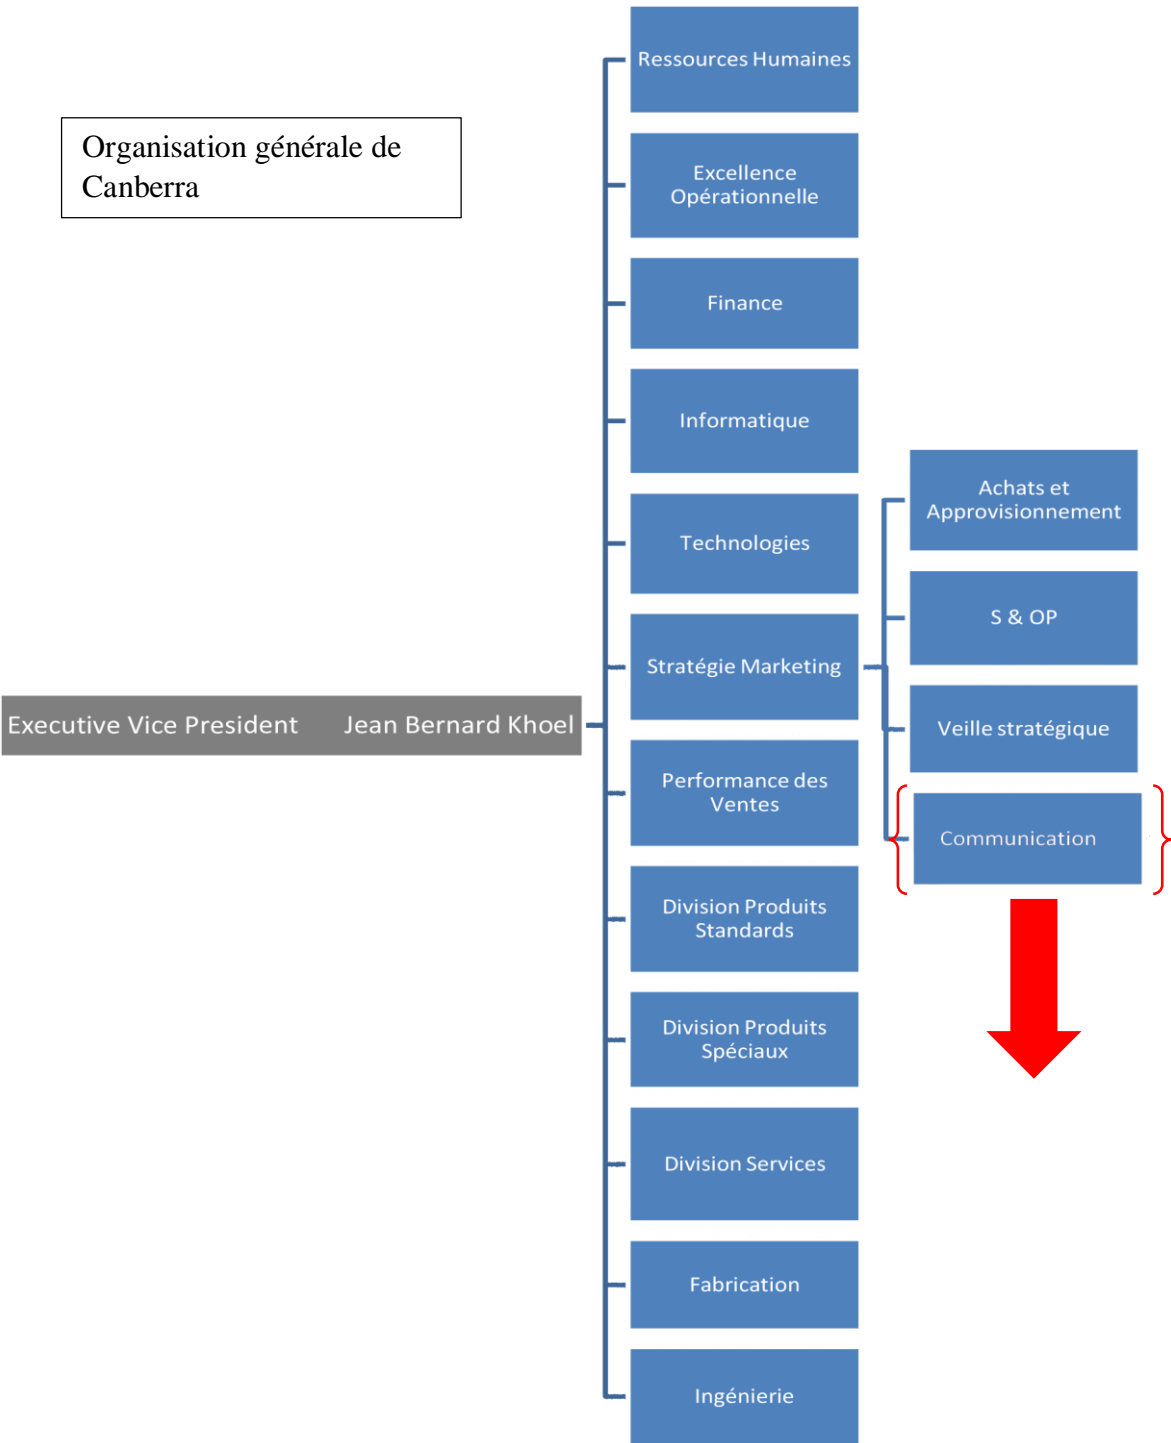 Organisation générale de
Canberra
Executive Vice President Jean Bernard Khoel
Ressources Humaines
Excellence
Opérationnelle
Finance
Informatique
Technologies
Stratégie Marketing
Performance des
Ventes
Division Produits
Standards
Division Produits
Spéciaux
Division Services
Fabrication
Ingénierie
Achats et
Approvisionnement
S & OP
Veille stratégique
Communication